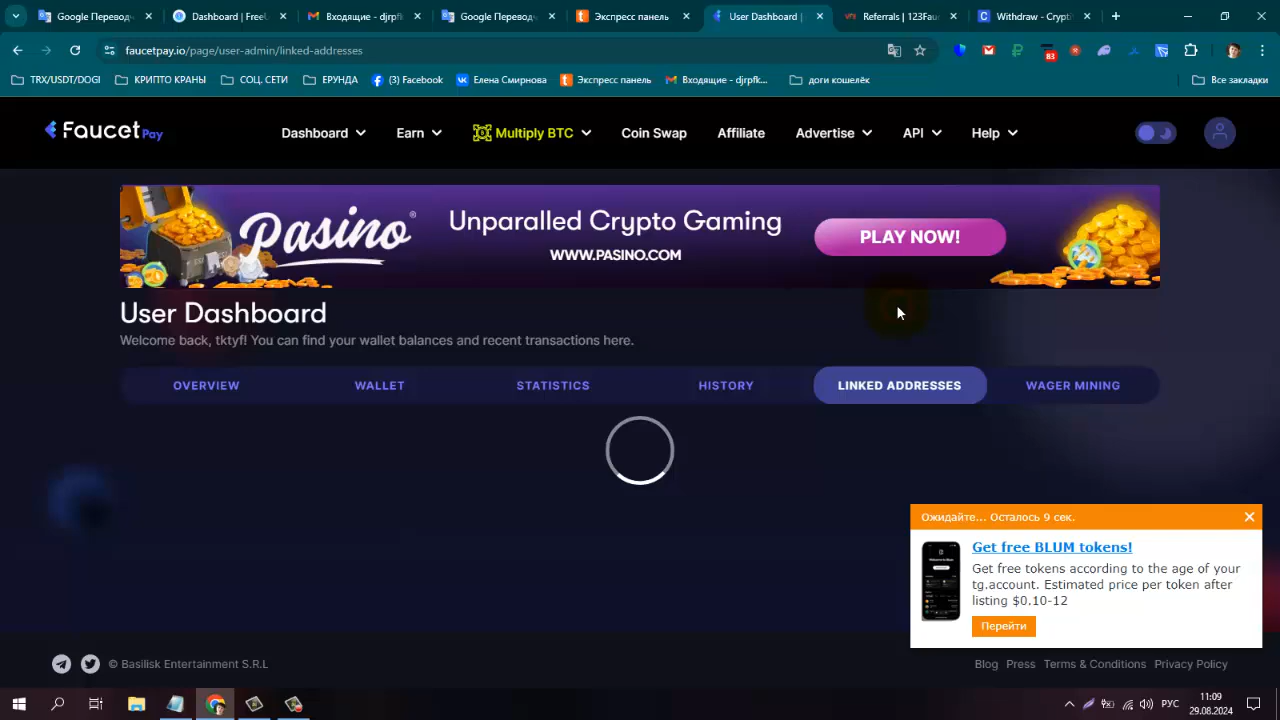 Google Перевод
Dashboard | FreeL
Входящие - djrpfk
Google Перевод
Экспресс панель
User Dashboard |
Referrals | 123Fau
Withdraw - Crypt
faucetpay.io/page/user-admin/linked-addresses
83
TRX/USDT/DOGI
КРИПТО КРАНЫ
СОЦ. СЕТИ
ЕРУНДА
(3) Facebook
Елена Смирнова
Экспресс панель
Входящие - djrpfk...
доги кошелёк
Все закладки
Faucet Pay
Dashboard
Earn
Multiply BTC
Coin Swap
Affiliate
Advertise
API
Help
Pasino®
Unparalled Crypto Gaming
WWW.PASINO.COM
PLAY NOW!
User Dashboard
Welcome back, tktyf! You can find your wallet balances and recent transactions here.
OVERVIEW
WALLET
STATISTICS
HISTORY
LINKED ADDRESSES
WAGER MINING
Ожидайте... Осталось 9 сек.
Get free BLUM tokens!
Get free tokens according to the age of your
tg.account. Estimated price per token after
listing $0.10-12
Перейти
© Basilisk Entertainment S.R.L
Blog
Press
Terms & Conditions
Privacy Policy
РУС
11:09
29.08.2024